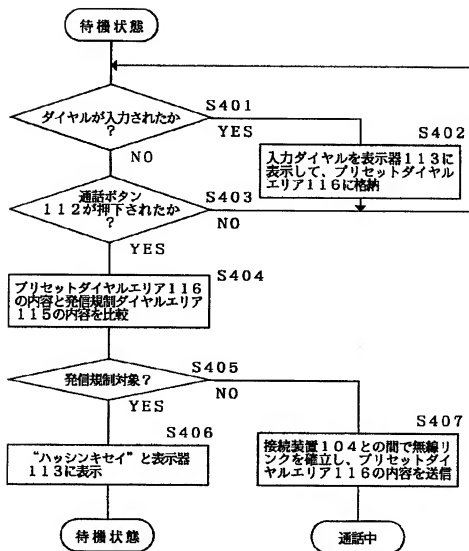 待機状態
S401
ダイヤルが入力されたか
?
YES
NO
S402
入力ダイヤルを表示器113に
表示して、プリセットダイヤル
エリア116に格納
S403
通話ボタン
112が押下されたか
?
NO
YES
S404
プリセットダイヤルエリア116
の内容と発信規制ダイヤルエリア
115の内容を比較
S405
発信規制対象?
NO
YES
S406
“ハッシンキセイ”と表示器
113に表示
S407
接続装置104との間で無線リ
ンクを確立し、プリセットダイ
ヤルエリア116の内容を送信
待機状態
通話中